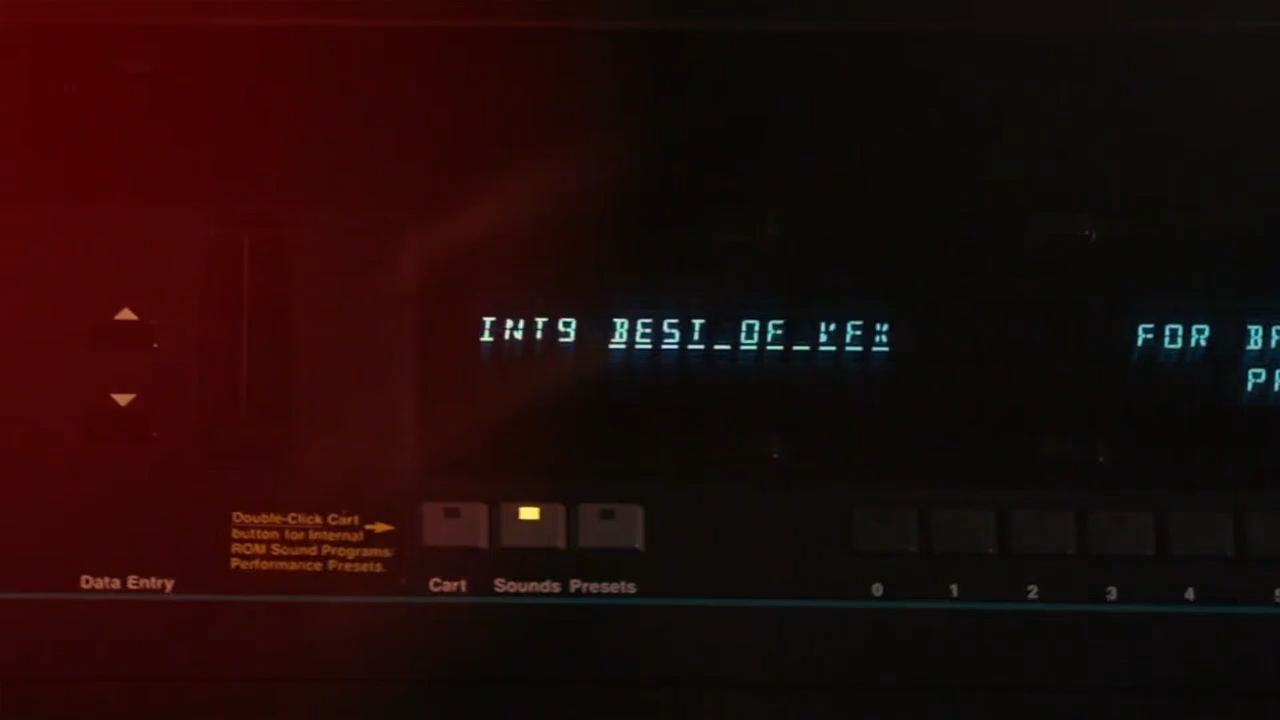 INT9 BEST_OF_VFX
FOR
Double-Click Cart
button for Internal
ROM Sound Programs/
Performance Presets.
Data Entry
Cart
Sounds
Presets
0
1
2
3
4